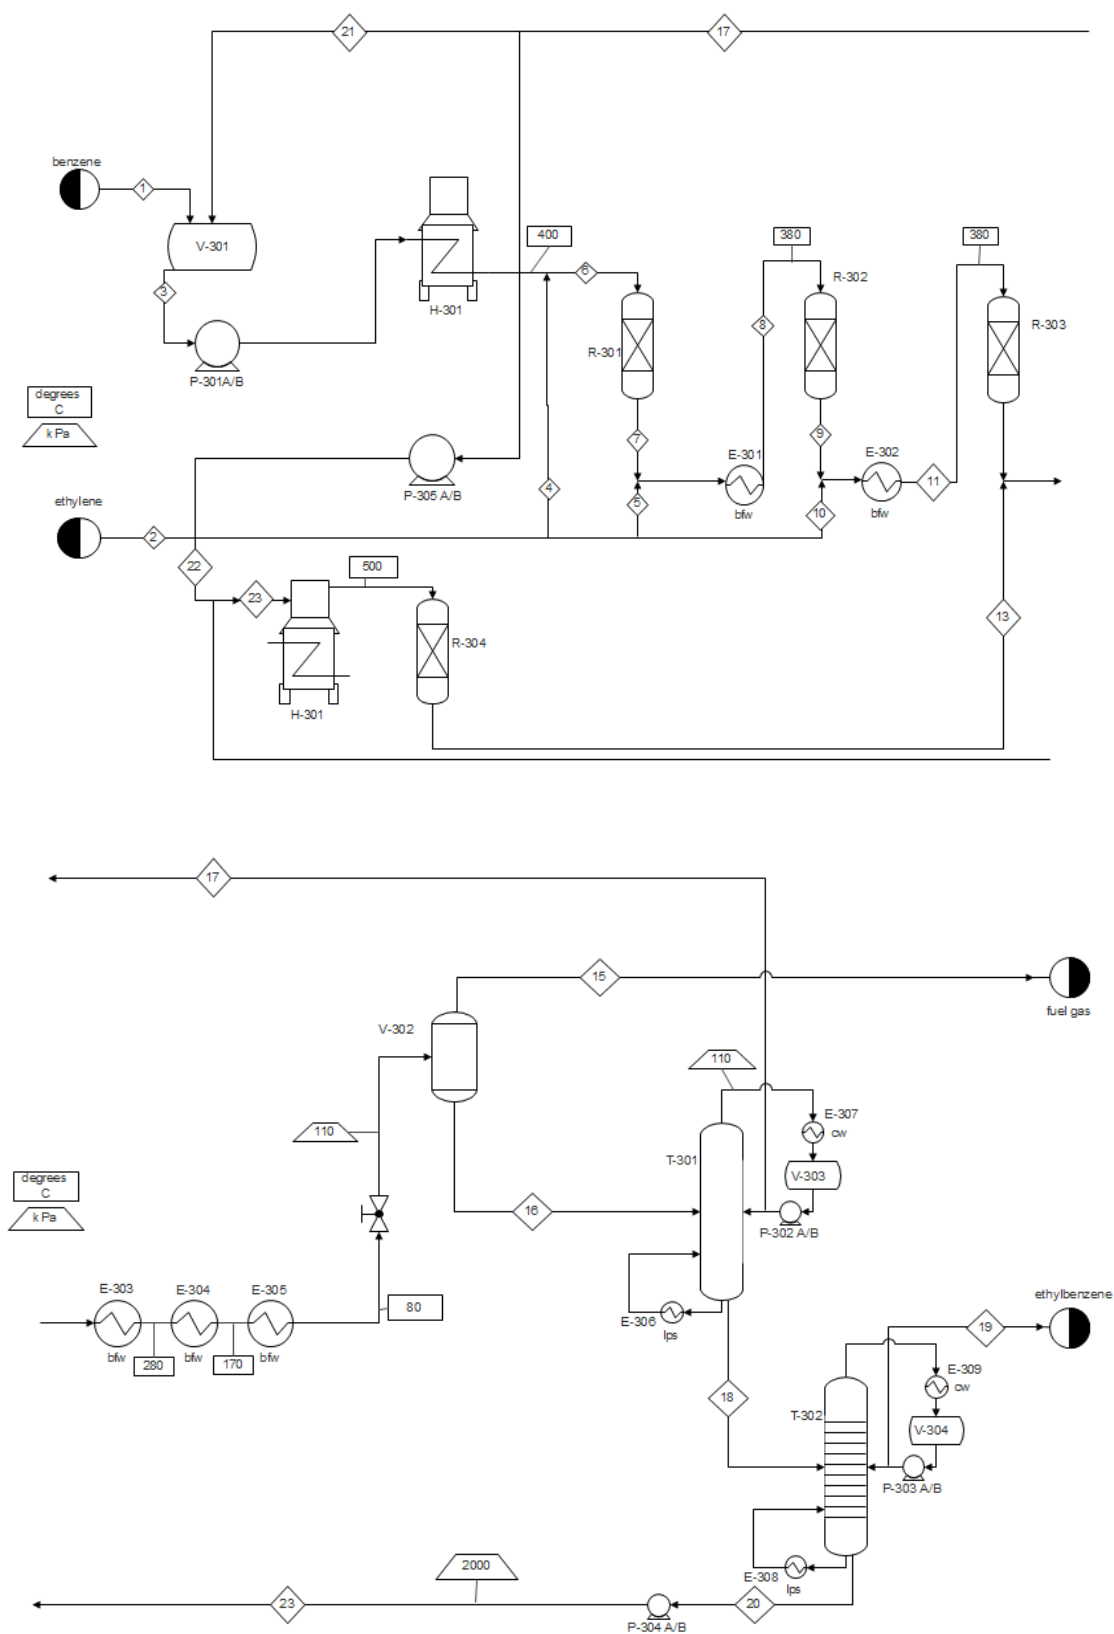 21
17
benzene
1
V-301
3
P-301A/B
H-301
400
6
R-301
380
R-302
8
380
R-303
degrees
C
kPa
7
E-301
bfw
9
E-302
bfw
11
P-305 A/B
4
5
10
ethylene
2
22
23
500
H-301
R-304
13
17
15
fuel gas
V-302
110
110
E-307
cw
T-301
V-303
16
P-302 A/B
degrees
C
kPa
E-303
bfw
280
E-304
bfw
170
E-305
bfw
80
E-306
lps
18
19
ethylbenzene
E-309
cw
T-302
V-304
P-303 A/B
E-308
lps
2000
23
P-304 A/B
20